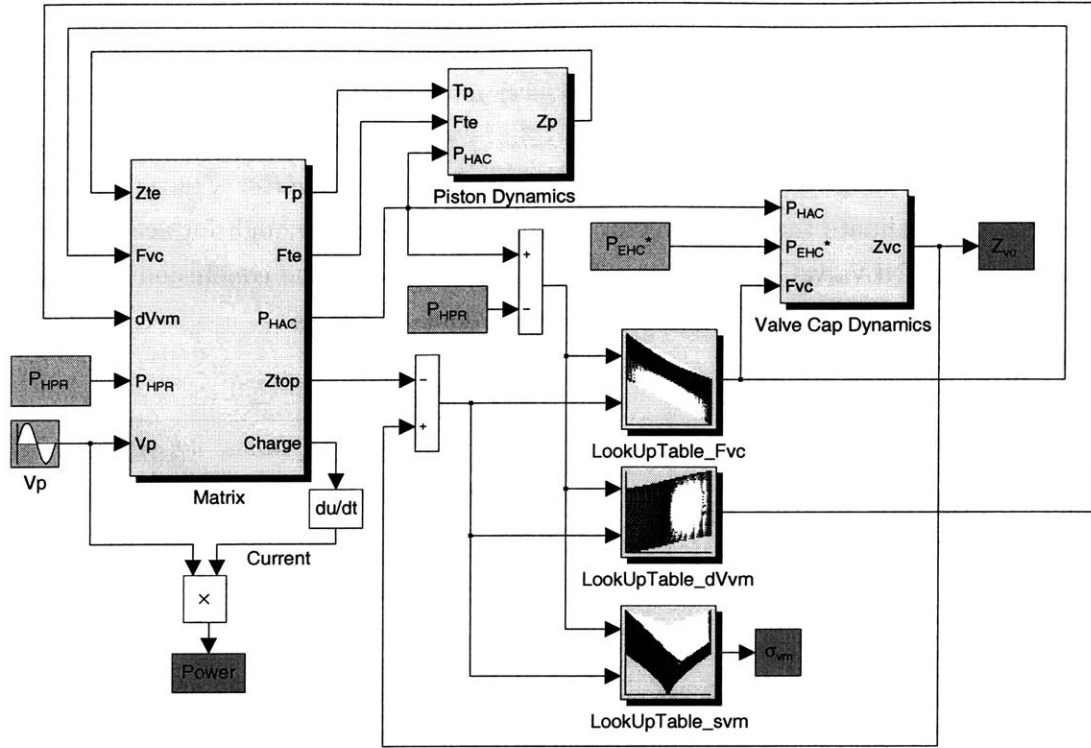 Tp
Fte
P_HAC
Zp
Piston Dynamics
Zte
Fvc
dVvm
P_HPR
Vp
Tp
Fte
P_HAC
Ztop
Charge
Matrix
P_HPR
Vp
du/dt
Current
×
Power
+
−
P_HPR
−
+
P_EHC*
P_HAC
P_EHC*
Fvc
Zvc
Valve Cap Dynamics
Z_vc
LookUpTable_Fvc
LookUpTable_dVvm
LookUpTable_svm
σ_vm